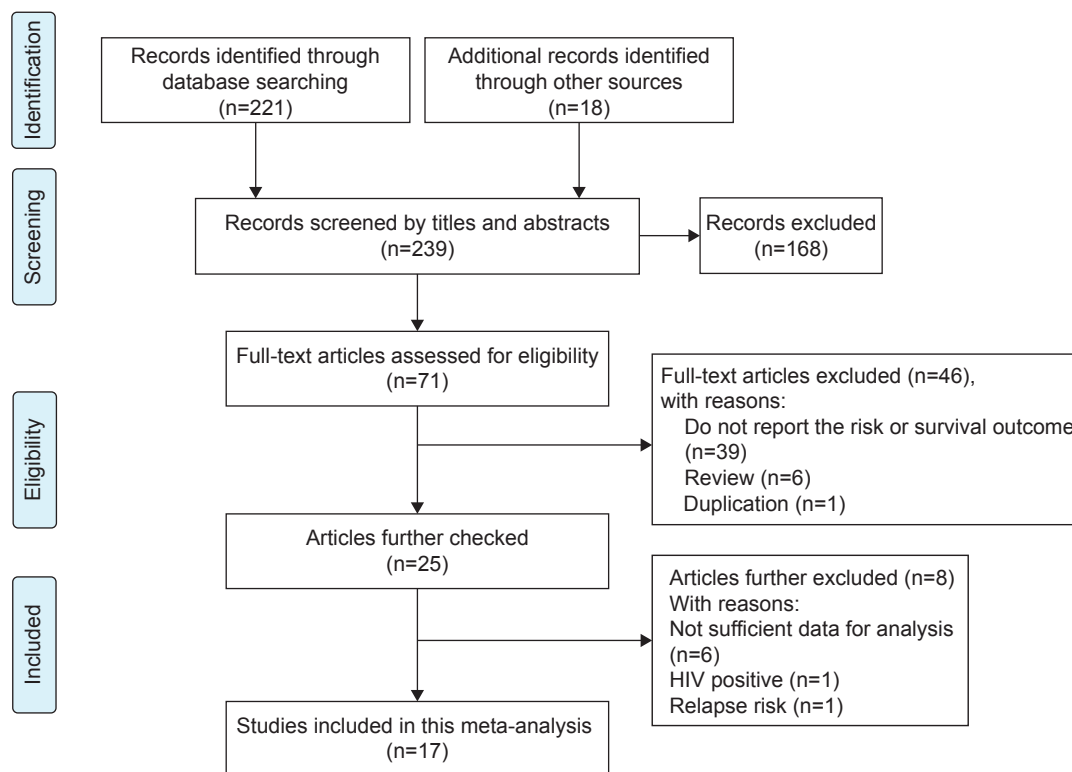 Identification
Records identified through
database searching
(n=221)
Additional records identified
through other sources
(n=18)
Screening
Records screened by titles and abstracts
(n=239)
Records excluded
(n=168)
Full-text articles assessed for eligibility
(n=71)
Eligibility
Full-text articles excluded (n=46),
with reasons:
Do not report the risk or survival outcome
(n=39)
Review (n=6)
Duplication (n=1)
Articles further checked
(n=25)
Included
Articles further excluded (n=8)
With reasons:
Not sufficient data for analysis
(n=6)
HIV positive (n=1)
Relapse risk (n=1)
Studies included in this meta-analysis
(n=17)